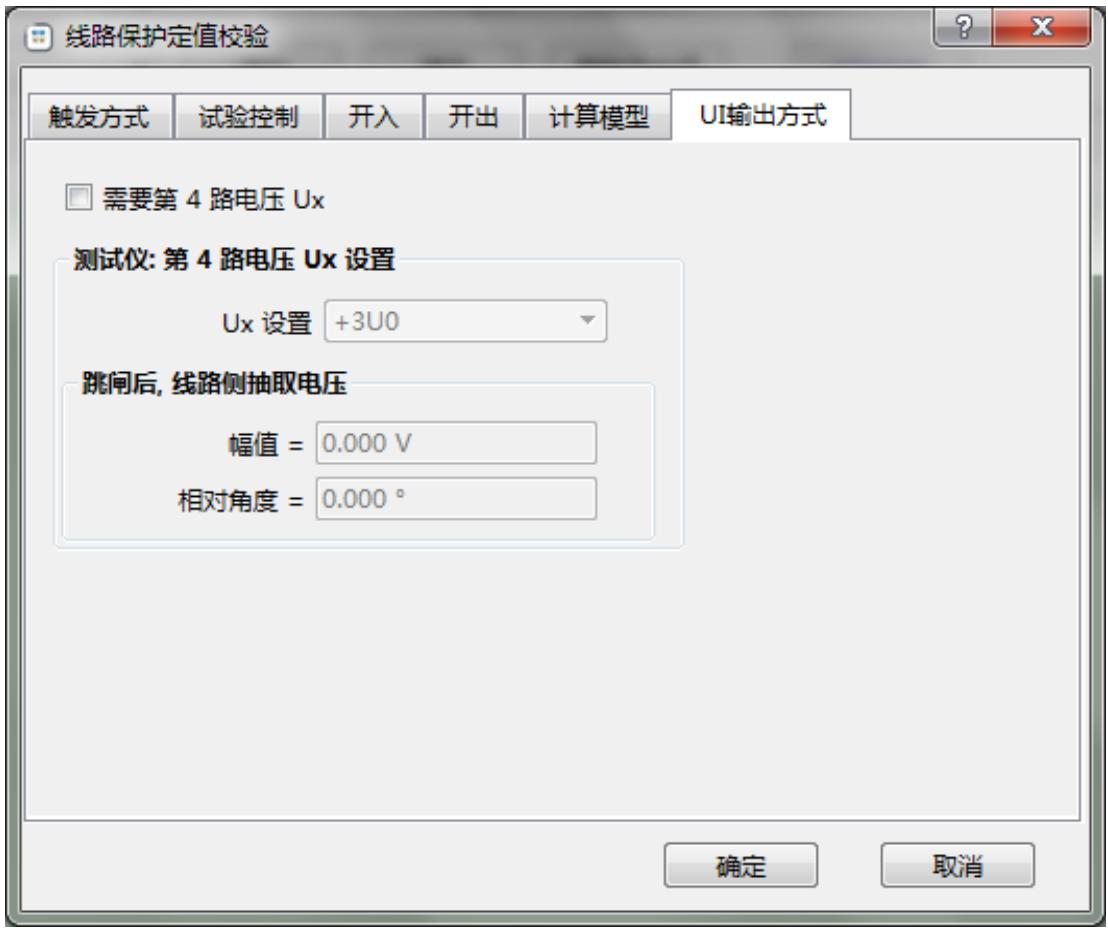 线路保护定值校验
触发方式 试验控制 开入 开出 计算模型 UI输出方式
需要第 4 路电压 Ux
测试仪: 第 4 路电压 Ux 设置
Ux 设置 +3U0
跳闸后, 线路侧抽取电压
幅值 = 0.000 V
相对角度 = 0.000 °
确定 取消